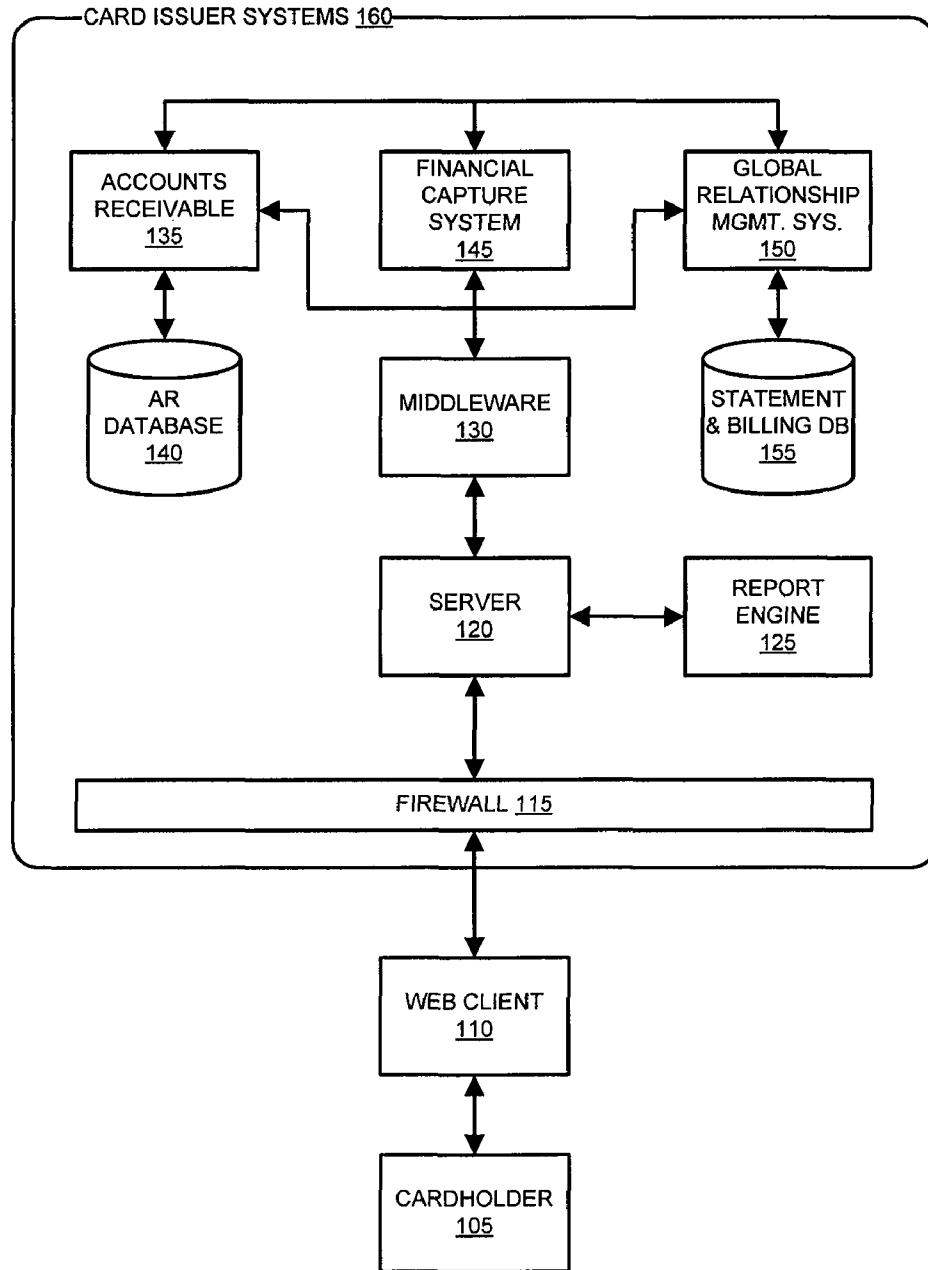 CARD ISSUER SYSTEMS 160
ACCOUNTS
RECEIVABLE
135
FINANCIAL
CAPTURE
SYSTEM
145
GLOBAL
RELATIONSHIP
MGMT. SYS.
150
AR
DATABASE
140
MIDDLEWARE
130
STATEMENT
& BILLING DB
155
SERVER
120
REPORT
ENGINE
125
FIREWALL 115
WEB CLIENT
110
CARDHOLDER
105